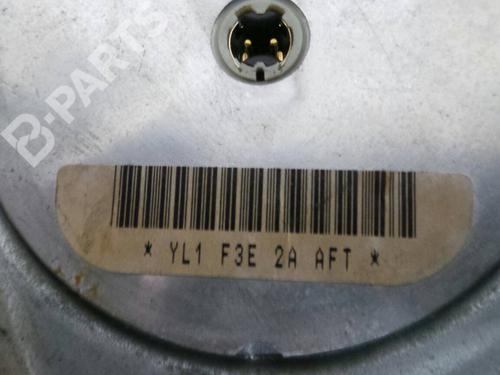 B-PARTS
* YL1 F3E 2A AFT *